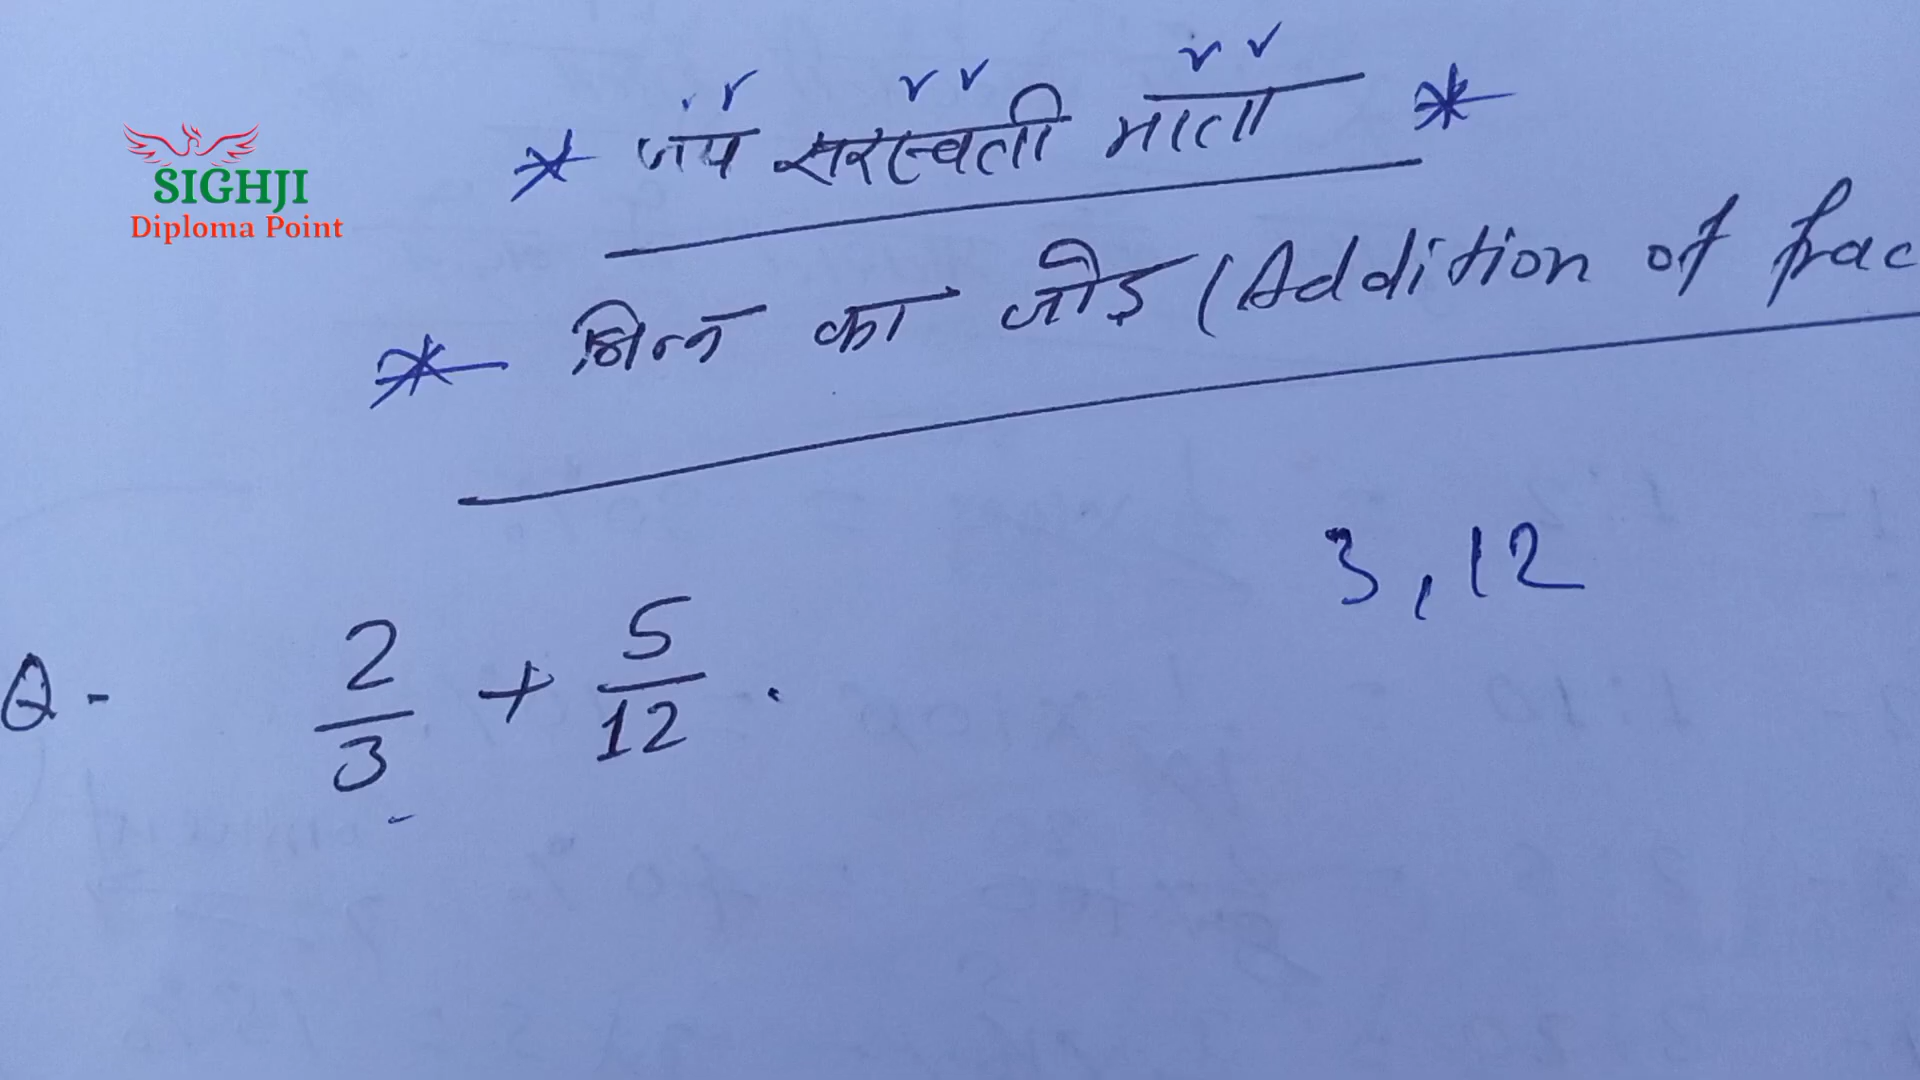 SIGHJI
Diploma Point
* जय सरस्वती माता *
* भिन्न का जोड़ (Addition of frac
3,12
Q- 2/3 + 5/12 .